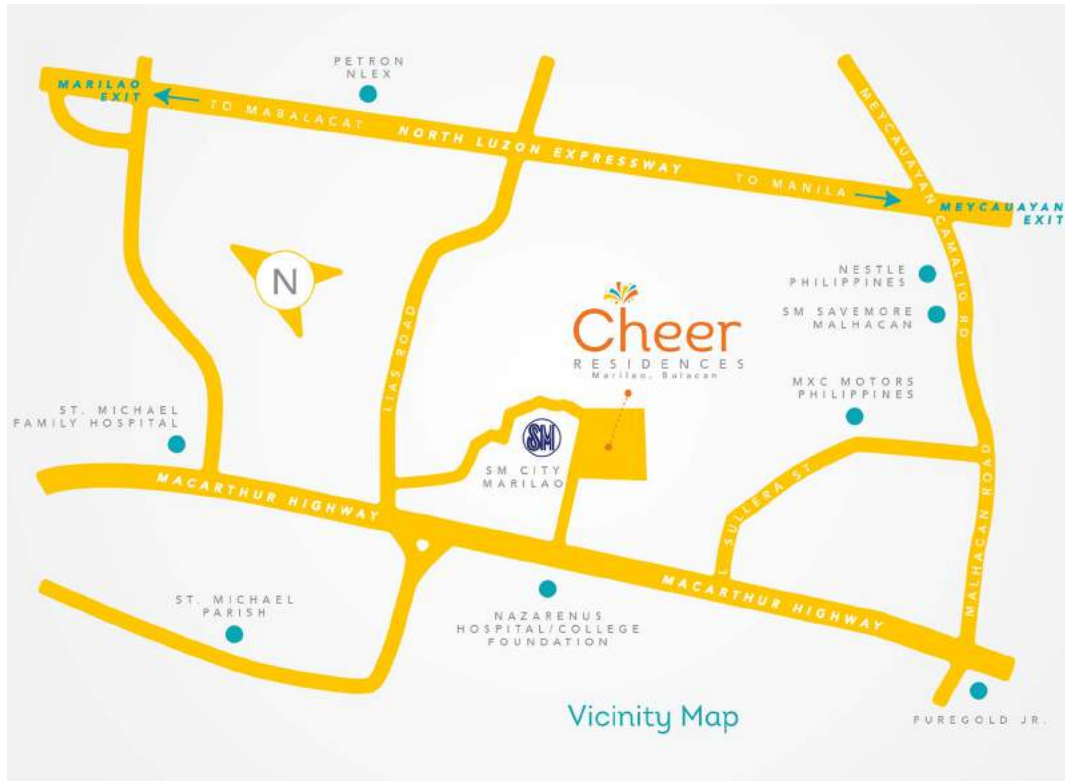 PETRON
NLEX
MARILAO
EXIT
TO MABALACAT
NORTH LUZON EXPRESSWAY
TO MANILA
MEYCAUAYAN
EXIT
MEYCAUAYAN CAMALIG RD.
NESTLE
PHILIPPINES
SM SAVEMORE
MALHACAN
N
LIAS ROAD
Cheer
RESIDENCES
Marilao, Bulacan
MXC MOTORS
PHILIPPINES
ST. MICHAEL
FAMILY HOSPITAL
SM
SM CITY
MARILAO
MACARTHUR HIGHWAY
L. SULLERA ST.
MALHACAN ROAD
MACARTHUR HIGHWAY
ST. MICHAEL
PARISH
NAZARENUS
HOSPITAL/COLLEGE
FOUNDATION
PUREGOLD JR.
Vicinity Map